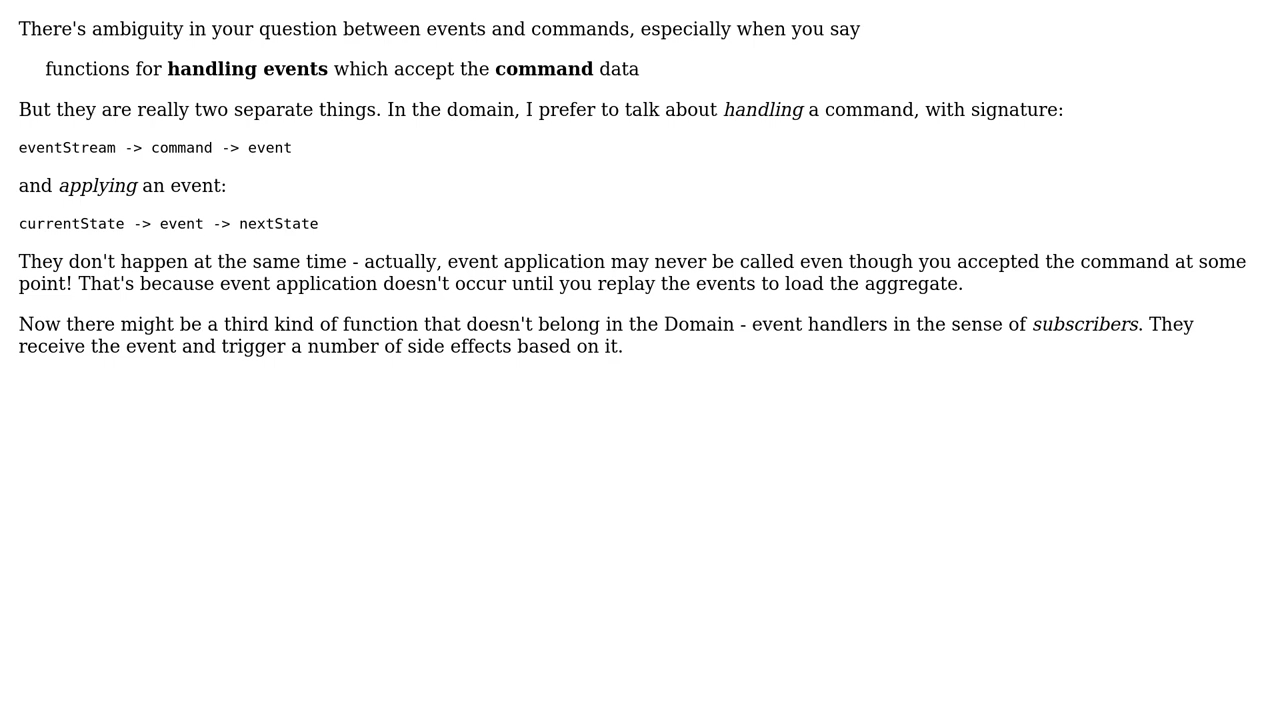 There's ambiguity in your question between events and commands, especially when you say
functions for handling events which accept the command data
But they are really two separate things. In the domain, I prefer to talk about handling a command, with signature:
eventStream -> command -> event
and applying an event:
currentState -> event -> nextState
They don't happen at the same time - actually, event application may never be called even though you accepted the command at some
point! That's because event application doesn't occur until you replay the events to load the aggregate.
Now there might be a third kind of function that doesn't belong in the Domain - event handlers in the sense of subscribers. They
receive the event and trigger a number of side effects based on it.